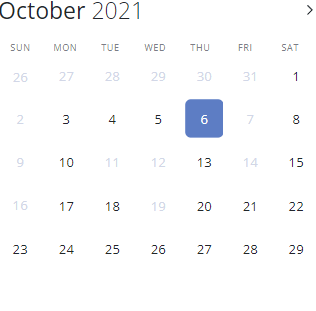 October 2021
SUN MON TUE WED THU FRI SAT
26 27 28 29 30 31 1
2 3 4 5 6 7 8
9 10 11 12 13 14 15
16 17 18 19 20 21 22
23 24 25 26 27 28 29